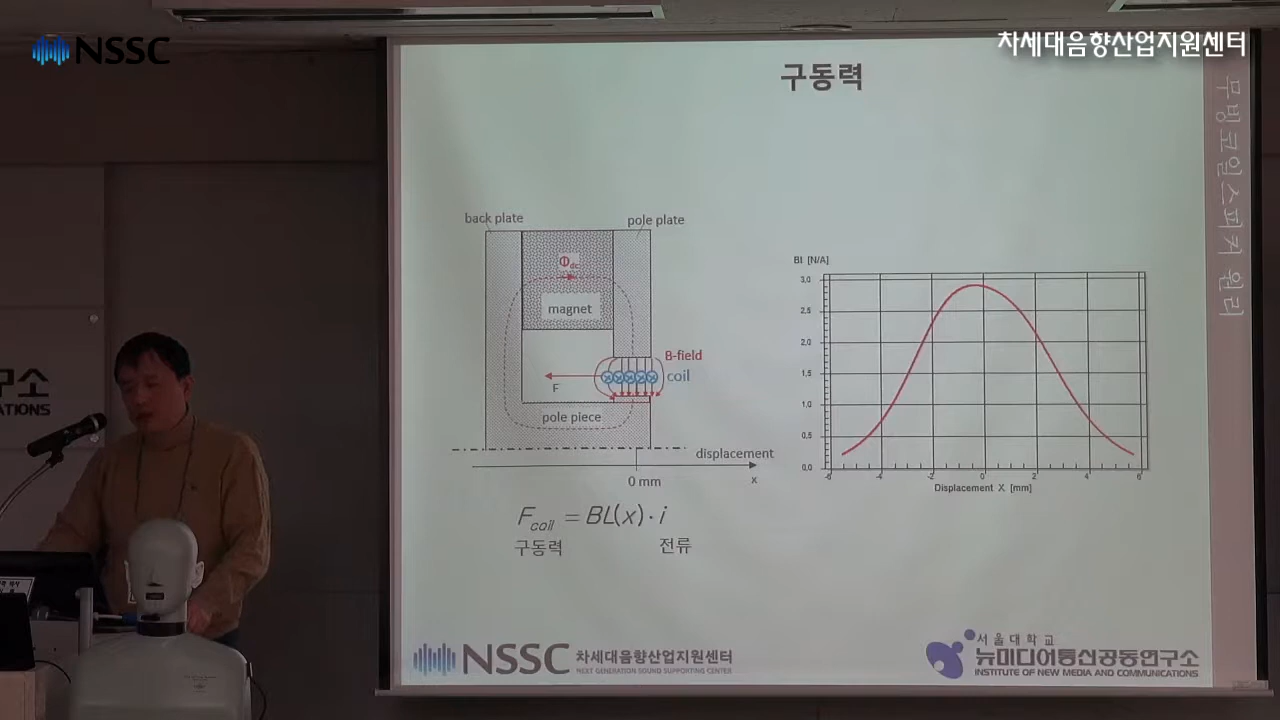 NSSC
차세대음향산업지원센터
구동력
무빙코일스피커 원리
back plate
pole plate
Φdc
magnet
B-field
coil
F
pole piece
displacement
0 mm
x
Fcoil = BL(x) · i
구동력
전류
Bl [N/A]
3,0
2,5
2,0
1,5
1,0
0,5
0,0
-6 -4 -2 0 2 4 6
Displacement X [mm]
구소
ATIONS
NSSC 차세대음향산업지원센터
NEXT GENERATION SOUND SUPPORTING CENTER
서울대학교
뉴미디어통신공동연구소
INSTITUTE OF NEW MEDIA AND COMMUNICATIONS